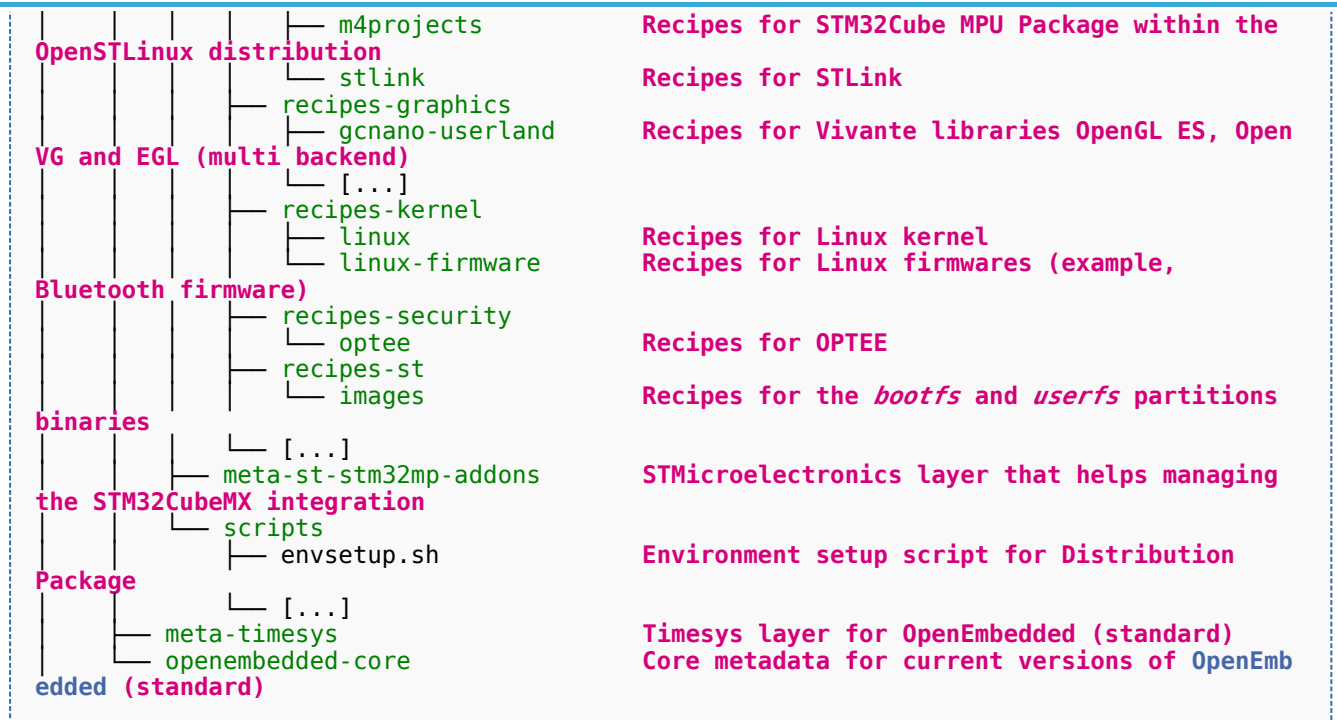 │   │   │   │   ├── m4projects              Recipes for STM32Cube MPU Package within the
OpenSTLinux distribution
│   │   │   │   └── stlink                  Recipes for STLink
│   │   │   ├── recipes-graphics
│   │   │   │   ├── gcnano-userland         Recipes for Vivante libraries OpenGL ES, Open
VG and EGL (multi backend)
│   │   │   │   └── [...]
│   │   │   ├── recipes-kernel
│   │   │   │   ├── linux                   Recipes for Linux kernel
│   │   │   │   └── linux-firmware          Recipes for Linux firmwares (example,
Bluetooth firmware)
│   │   │   ├── recipes-security
│   │   │   │   └── optee                   Recipes for OPTEE
│   │   │   ├── recipes-st
│   │   │   │   └── images                  Recipes for the bootfs and userfs partitions
binaries
│   │   │   └── [...]
│   │   ├── meta-st-stm32mp-addons          STMicroelectronics layer that helps managing
the STM32CubeMX integration
│   │   └── scripts
│   │       ├── envsetup.sh                 Environment setup script for Distribution
Package
│   │       └── [...]
│   ├── meta-timesys                        Timesys layer for OpenEmbedded (standard)
│   └── openembedded-core                   Core metadata for current versions of OpenEmb
edded (standard)